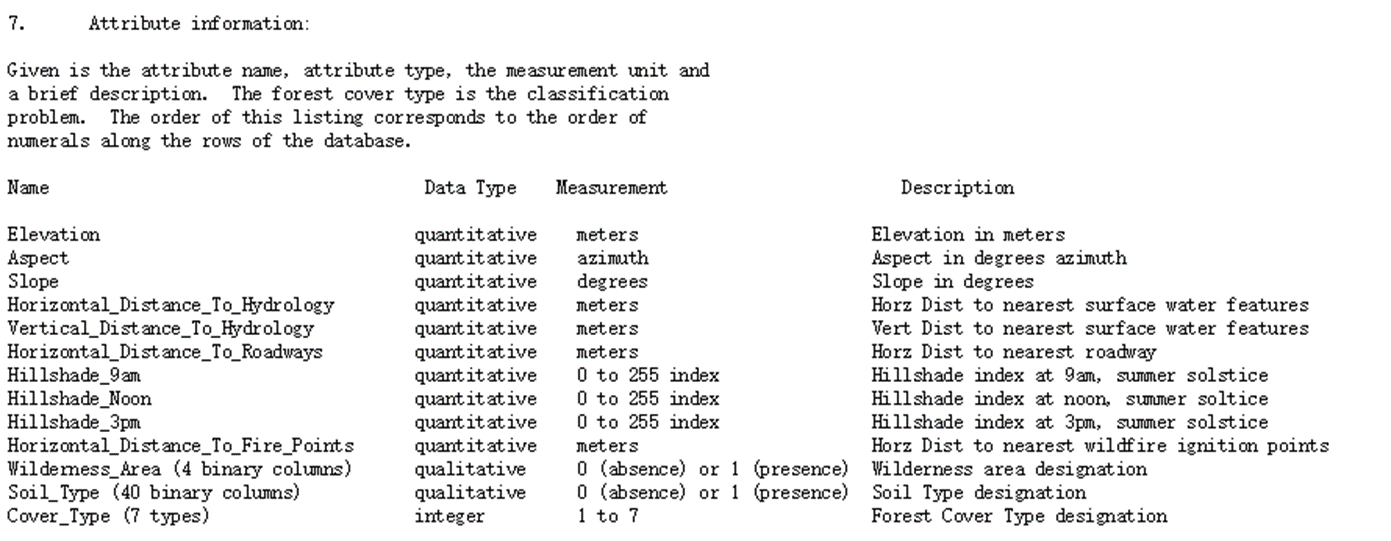 7. Attribute information:
Given is the attribute name, attribute type, the measurement unit and
a brief description. The forest cover type is the classification
problem. The order of this listing corresponds to the order of
numerals along the rows of the database.
Name Data Type Measurement Description
Elevation quantitative meters Elevation in meters
Aspect quantitative azimuth Aspect in degrees azimuth
Slope quantitative degrees Slope in degrees
Horizontal_Distance_To_Hydrology quantitative meters Horz Dist to nearest surface water features
Vertical_Distance_To_Hydrology quantitative meters Vert Dist to nearest surface water features
Horizontal_Distance_To_Roadways quantitative meters Horz Dist to nearest roadway
Hillshade_9am quantitative 0 to 255 index Hillshade index at 9am, summer solstice
Hillshade_Noon quantitative 0 to 255 index Hillshade index at noon, summer soltice
Hillshade_3pm quantitative 0 to 255 index Hillshade index at 3pm, summer solstice
Horizontal_Distance_To_Fire_Points quantitative meters Horz Dist to nearest wildfire ignition points
Wilderness_Area (4 binary columns) qualitative 0 (absence) or 1 (presence) Wilderness area designation
Soil_Type (40 binary columns) qualitative 0 (absence) or 1 (presence) Soil Type designation
Cover_Type (7 types) integer 1 to 7 Forest Cover Type designation